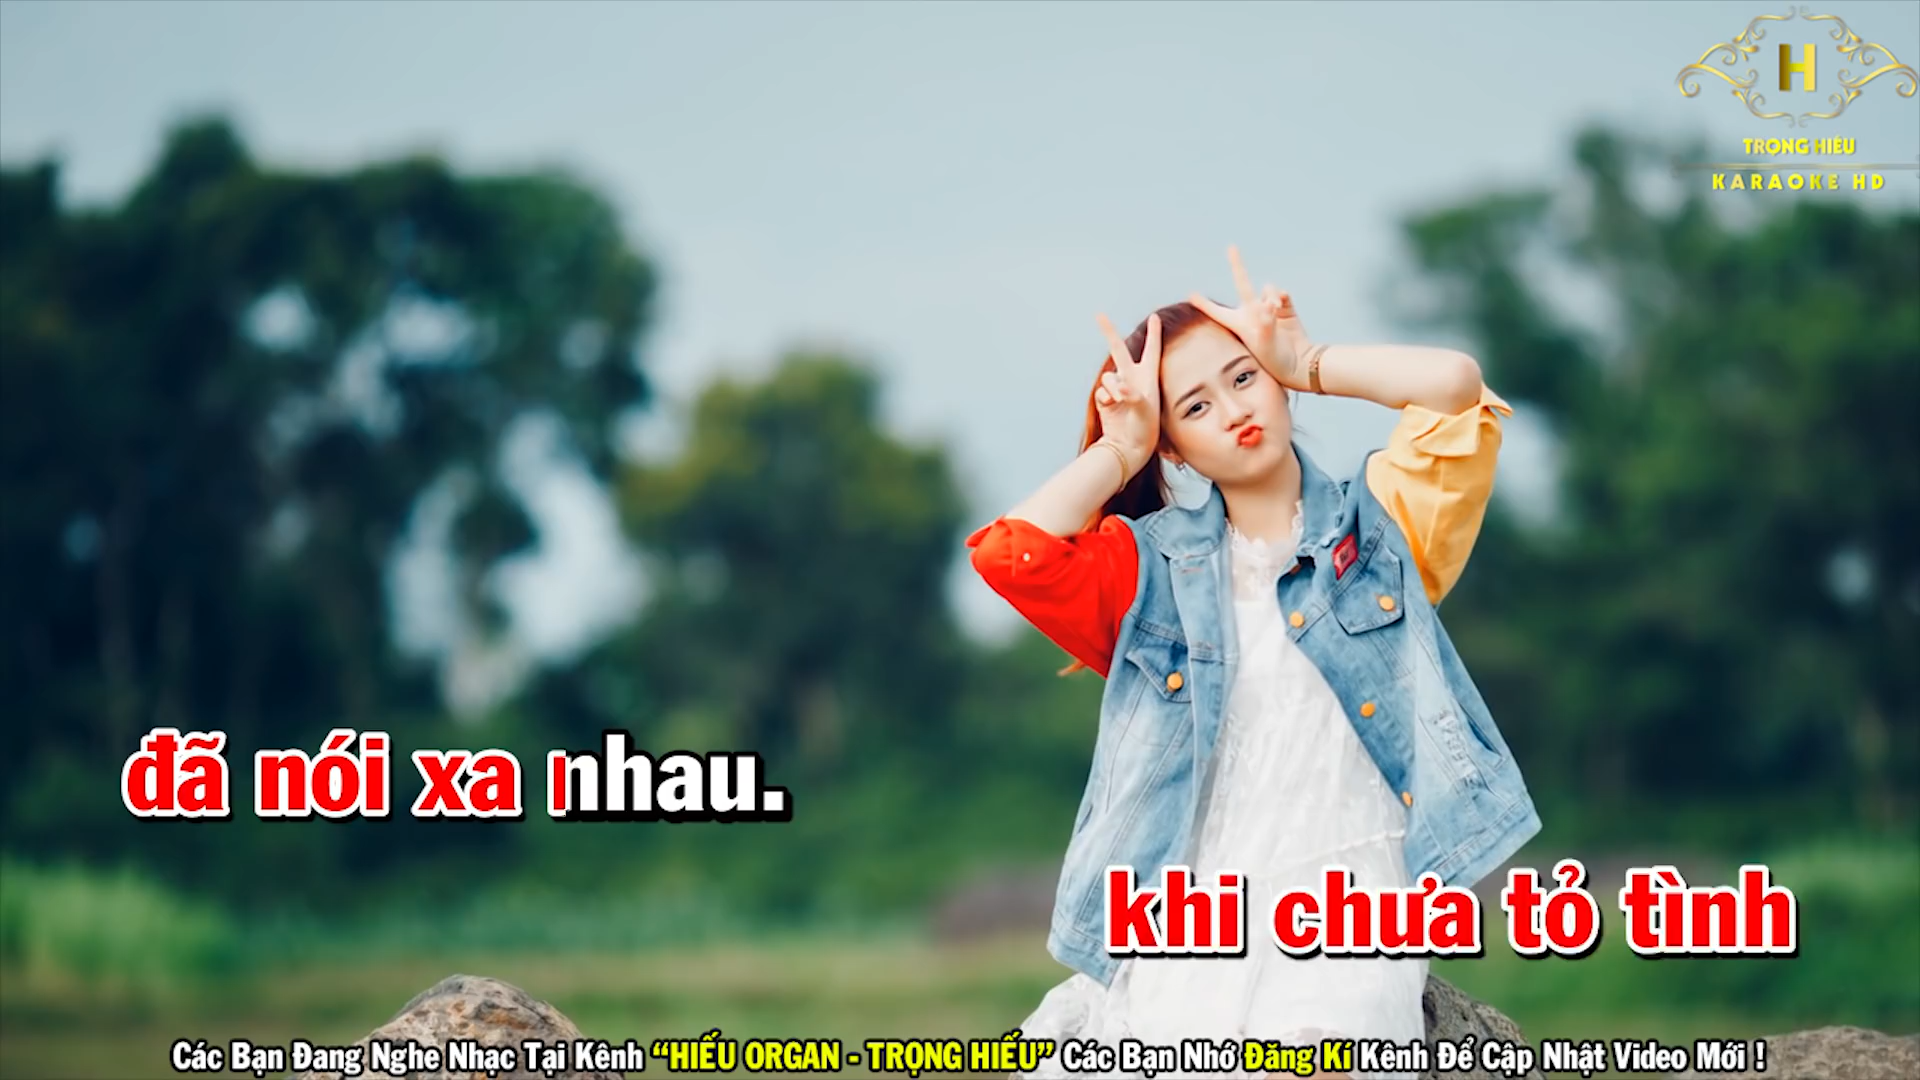 H
TRỌNG HIẾU
KARAOKE HD
đã nói xa nhau.
khi chưa tỏ tình
Các Bạn Đang Nghe Nhạc Tại Kênh “HIẾU ORGAN - TRỌNG HIẾU” Các Bạn Nhớ Đăng Kí Kênh Để Cập Nhật Video Mới !